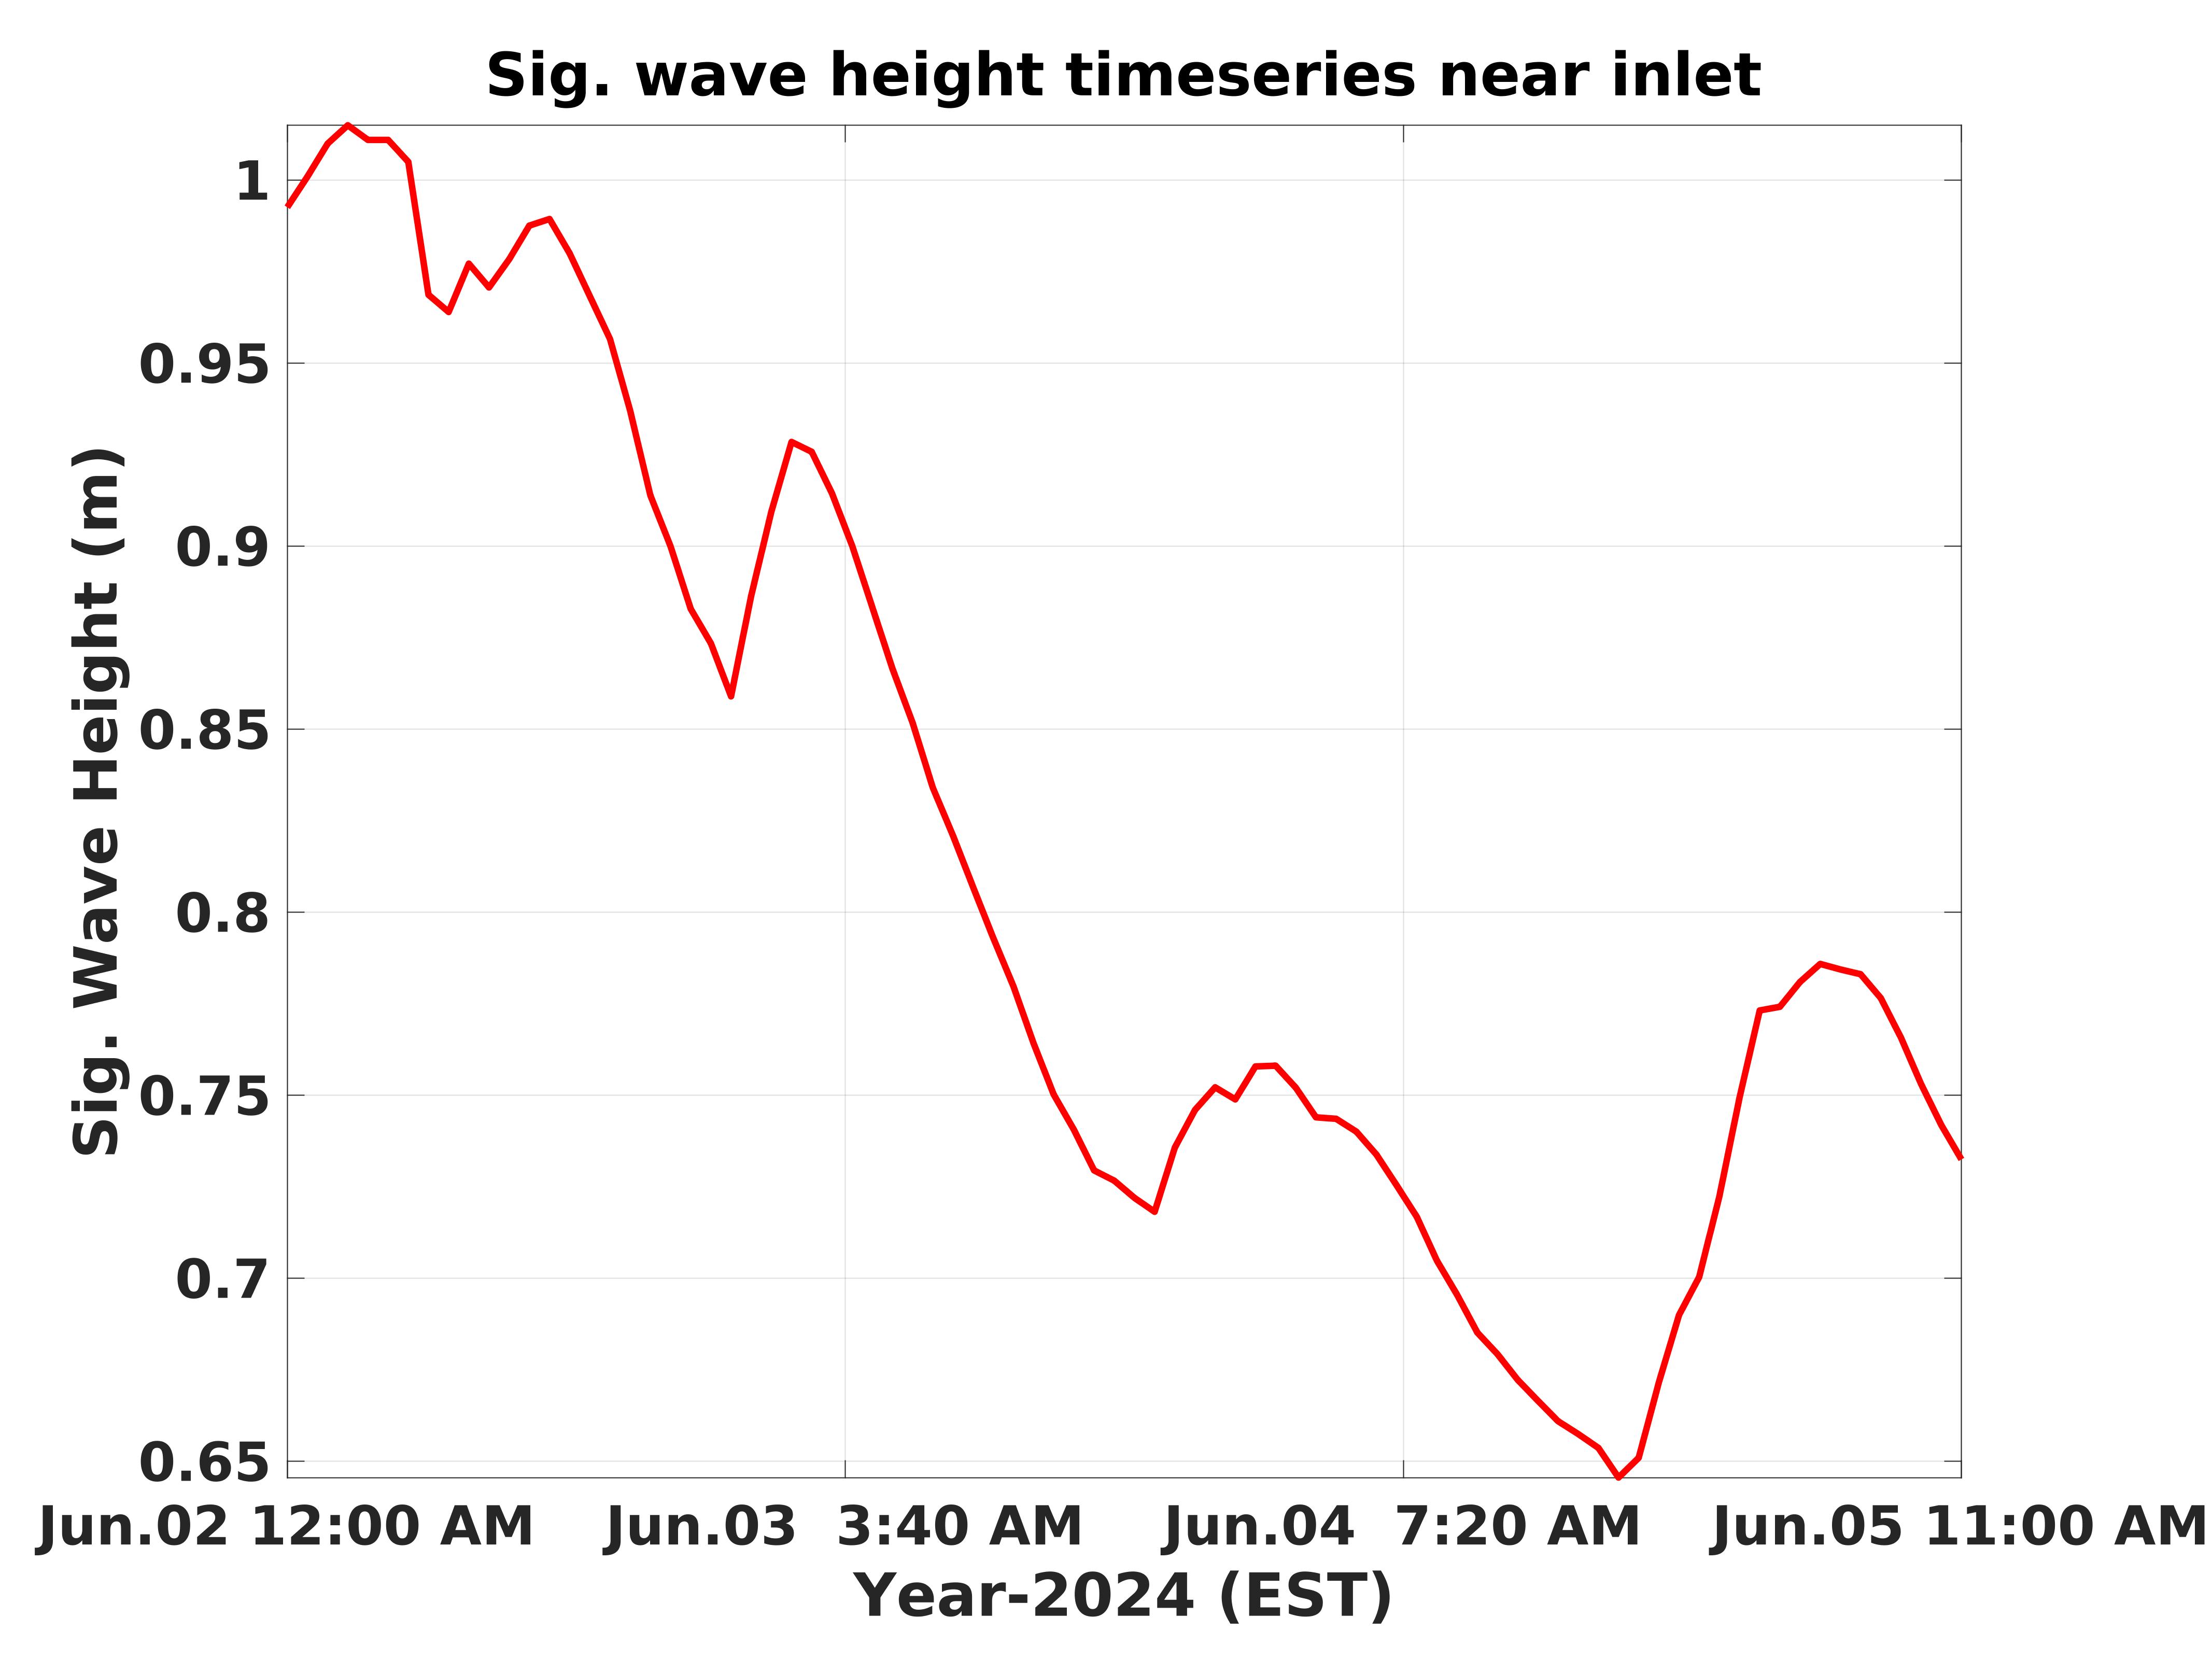 Sig. wave height timeseries near inlet
Sig. Wave Height (m)
1
0.95
0.9
0.85
0.8
0.75
0.7
0.65
Jun.02 12:00 AM Jun.03 3:40 AM Jun.04 7:20 AM Jun.05 11:00 AM
Year-2024 (EST)